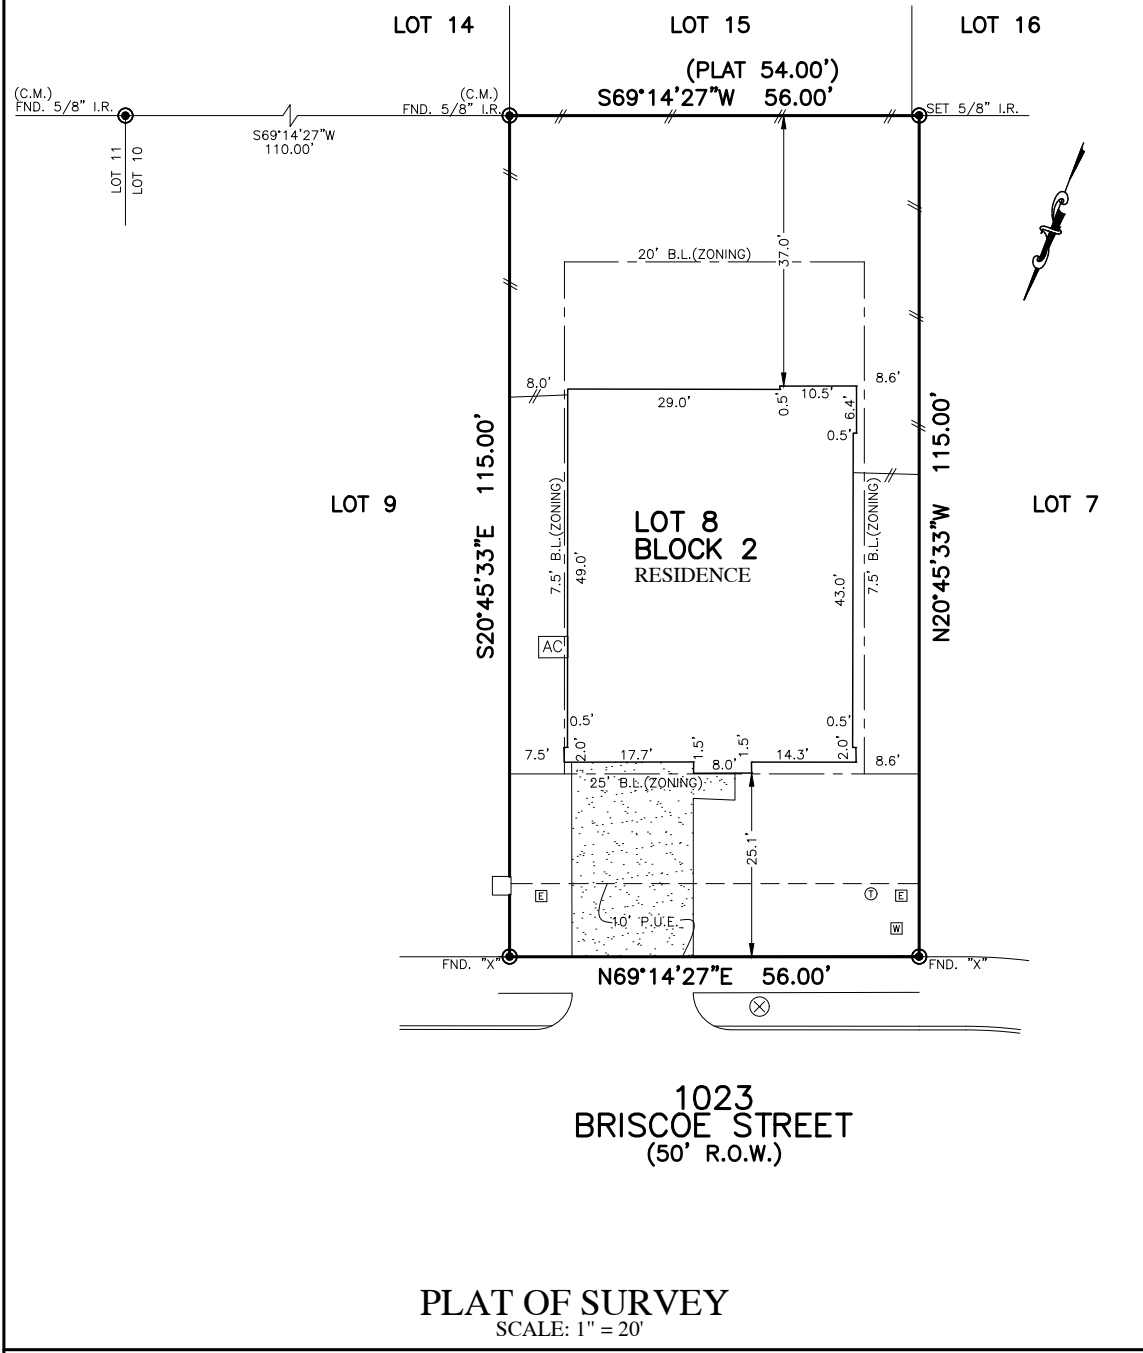 LOT 14
LOT 15
LOT 16
(PLAT 54.00')
S69°14'27"W 56.00'
(C.M.)
FND. 5/8" I.R.
(C.M.)
FND. 5/8" I.R.
SET 5/8" I.R.
S69°14'27"W
110.00'
LOT 11
LOT 10
37.0'
20' B.L.(ZONING)
8.0'
8.6'
29.0'
0.5'
10.5'
6.4'
0.5'
S20°45'33"E 115.00'
N20°45'33"W 115.00'
LOT 9
LOT 7
7.5' B.L.(ZONING)
7.5' B.L.(ZONING)
LOT 8
BLOCK 2
RESIDENCE
49.0'
43.0'
AC
0.5'
0.5'
7.5'
2.0'
17.7'
1.5'
8.0'
1.5'
14.3'
2.0'
8.6'
25' B.L.(ZONING)
25.1'
E
T
E
10' P.U.E.
W
FND. "X"
FND. "X"
N69°14'27"E 56.00'
1023
BRISCOE STREET
(50' R.O.W.)
PLAT OF SURVEY
SCALE: 1" = 20'